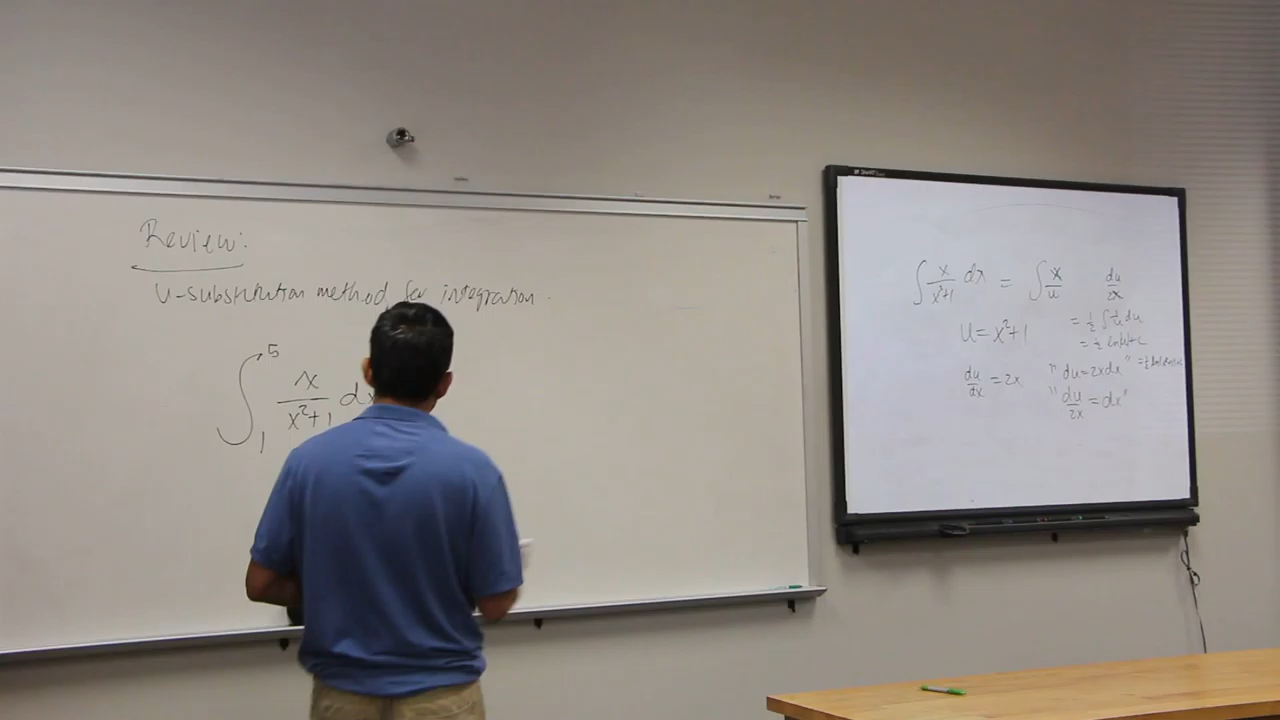 Review:
u-substitution method for integration.
∫₁⁵ x/(x²+1) dx
SMART
∫ x/(x²+1) dx = ∫ x/u du/2x
u = x²+1
= ½ ∫ 1/u du
= ½ ln|u|+c
du/dx = 2x
"du = 2x dx"
"du/2x = dx"